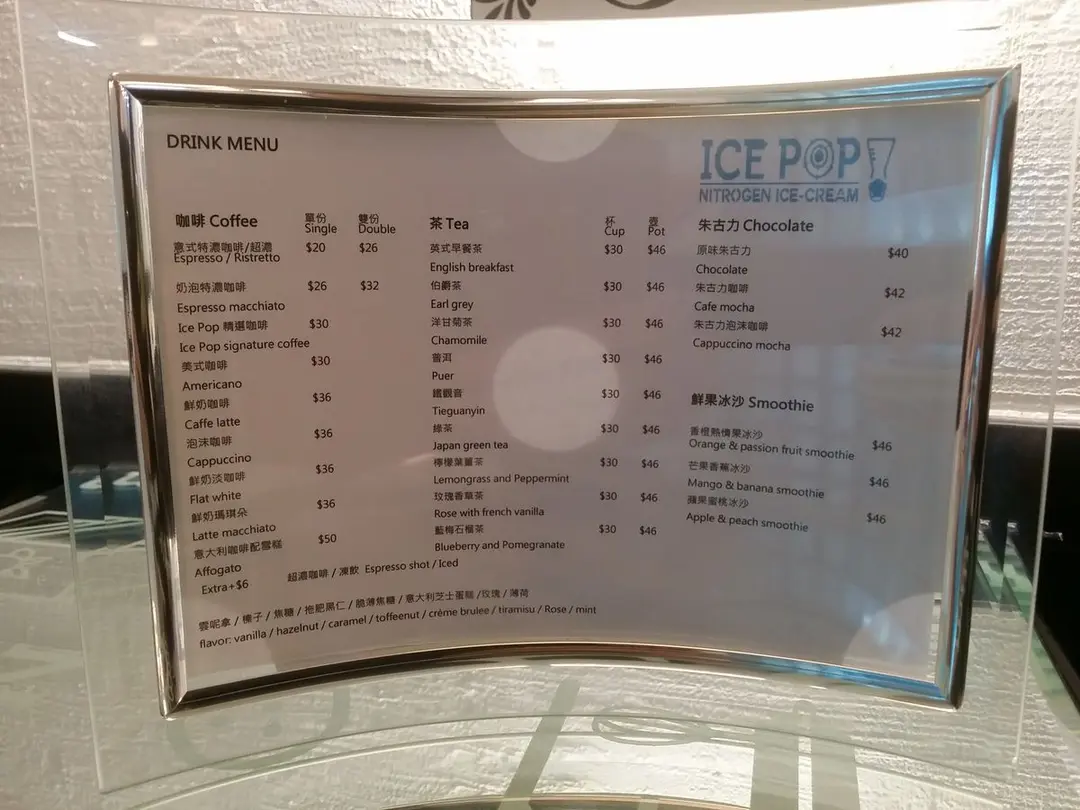 DRINK MENU
ICE POP!
NITROGEN ICE-CREAM
咖啡 Coffee
單份 雙份
Single Double
意式特濃咖啡/超濃 $20 $26
Espresso / Ristretto
奶泡特濃咖啡 $26 $32
Espresso macchiato
Ice Pop 精選咖啡 $30
Ice Pop signature coffee
美式咖啡 $30
Americano
鮮奶咖啡 $36
Caffe latte
泡沫咖啡 $36
Cappuccino
鮮奶淡咖啡 $36
Flat white
鮮奶瑪琪朵 $36
Latte macchiato
意大利咖啡配雪糕 $50
Affogato
Extra+$6 超濃咖啡 / 凍飲 Espresso shot / Iced
雲呢拿 / 榛子 / 焦糖 / 拖肥果仁 / 脆薄焦糖 / 意大利芝士蛋糕 / 玫瑰 / 薄荷
flavor: vanilla / hazelnut / caramel / toffeenut / crème brulee / tiramisu / Rose / mint
茶 Tea
杯 壺
Cup Pot
英式早餐茶 $30 $46
English breakfast
伯爵茶 $30 $46
Earl grey
洋甘菊茶 $30 $46
Chamomile
普洱 $30 $46
Puer
鐵觀音 $30 $46
Tieguanyin
綠茶 $30 $46
Japan green tea
檸檬葉薑茶 $30 $46
Lemongrass and Peppermint
玫瑰香草茶 $30 $46
Rose with french vanilla
藍莓石榴茶 $30 $46
Blueberry and Pomegranate
朱古力 Chocolate
原味朱古力 $40
Chocolate
朱古力咖啡 $42
Cafe mocha
朱古力泡沫咖啡 $42
Cappuccino mocha
鮮果冰沙 Smoothie
香橙熱情果冰沙 $46
Orange & passion fruit smoothie
芒果香蕉冰沙 $46
Mango & banana smoothie
蘋果蜜桃冰沙 $46
Apple & peach smoothie